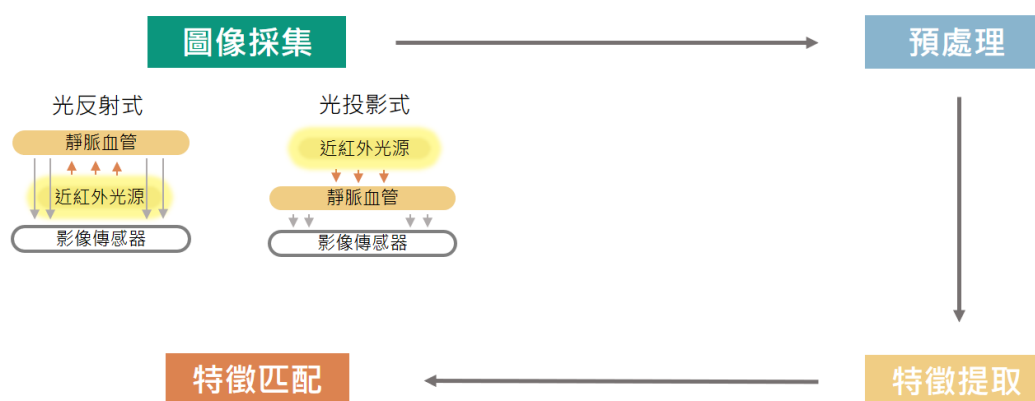 圖像採集
預處理
光反射式
靜脈血管
近紅外光源
影像傳感器
光投影式
近紅外光源
靜脈血管
影像傳感器
特徵匹配
特徵提取